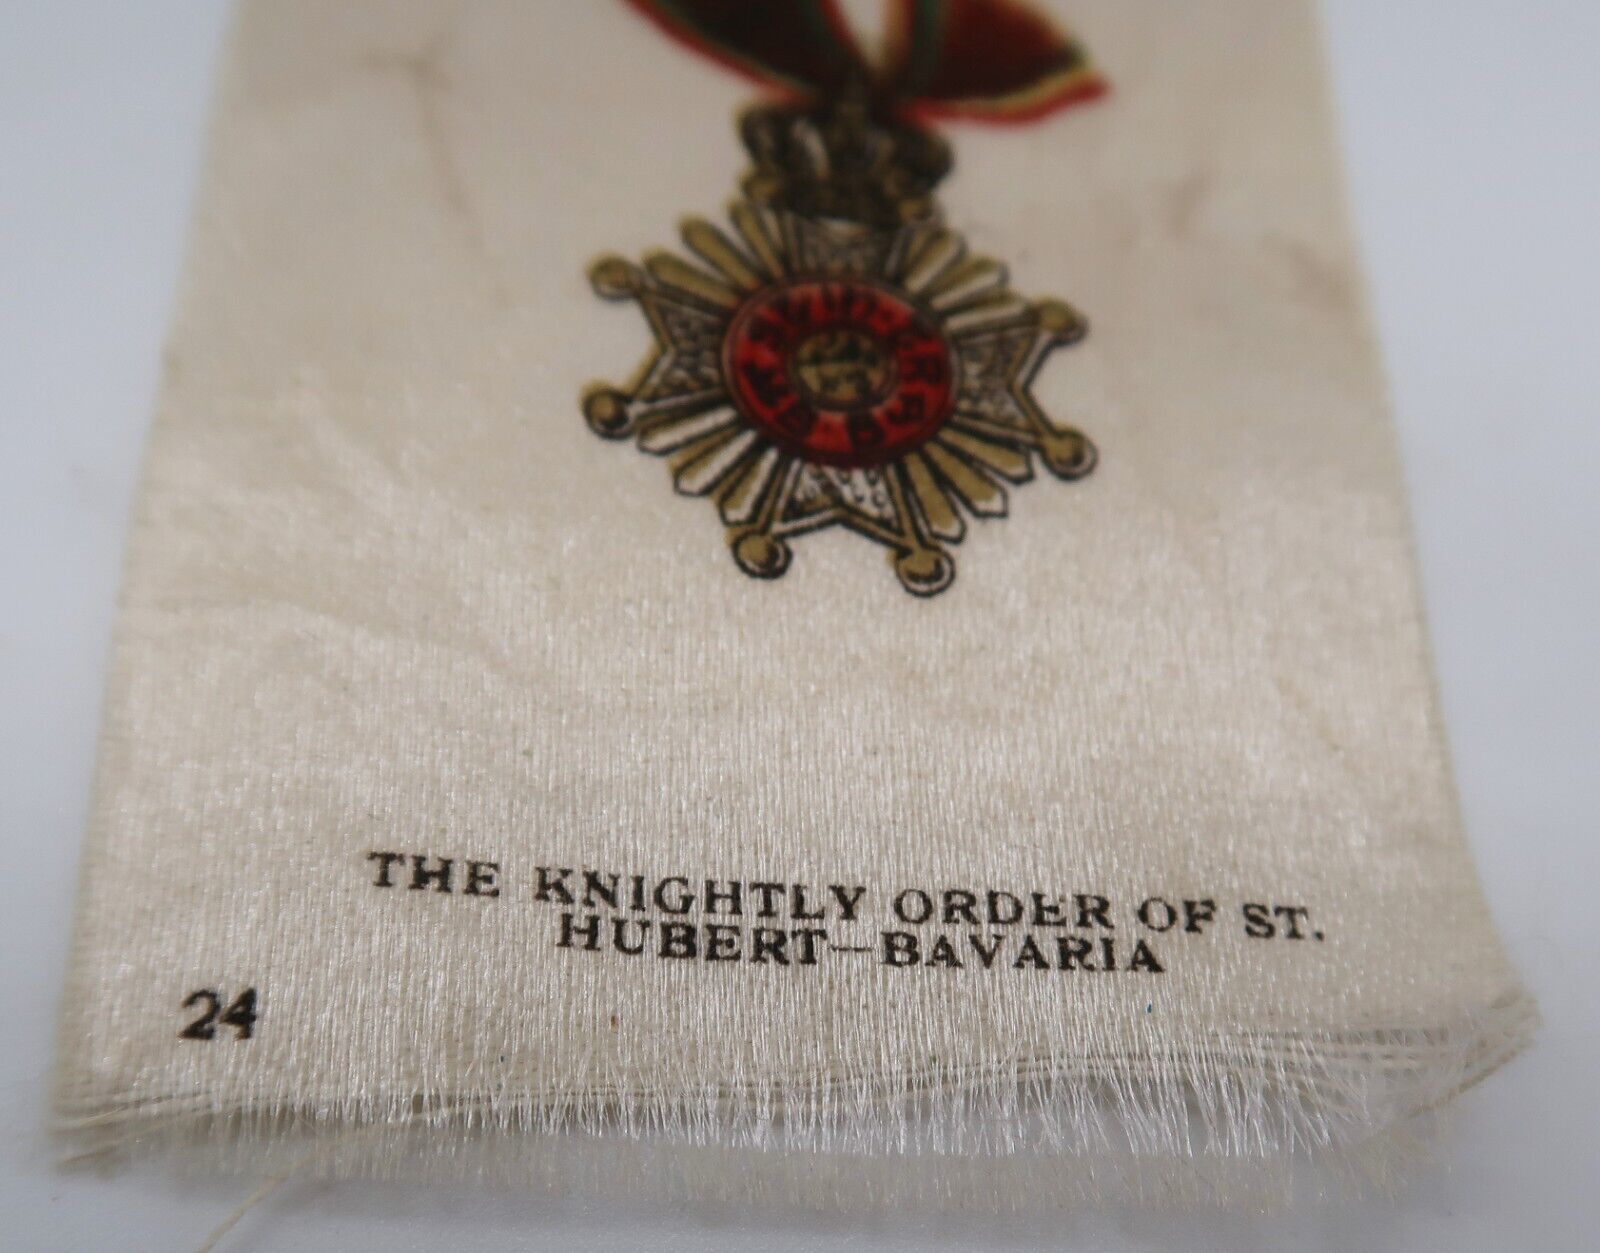 THE KNIGHTLY ORDER OF ST.
HUBERT—BAVARIA
24